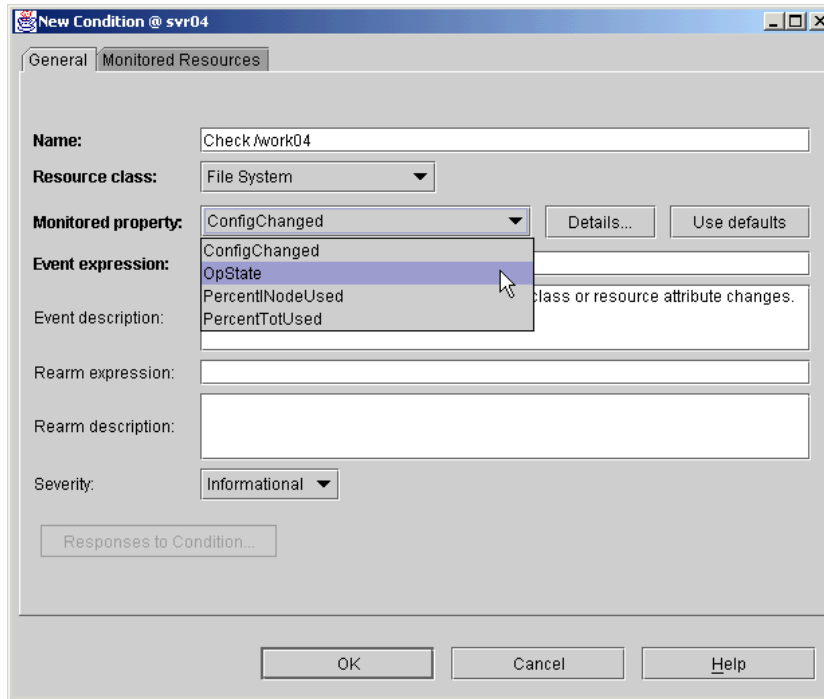 New Condition @ svr04
General Monitored Resources
Name: Check /work04
Resource class: File System
Monitored property: ConfigChanged Details... Use defaults
ConfigChanged
Event expression:
OpState
PercentINodeUsed class or resource attribute changes.
Event description:
PercentTotUsed
Rearm expression:
Rearm description:
Severity: Informational
Responses to Condition...
OK Cancel Help